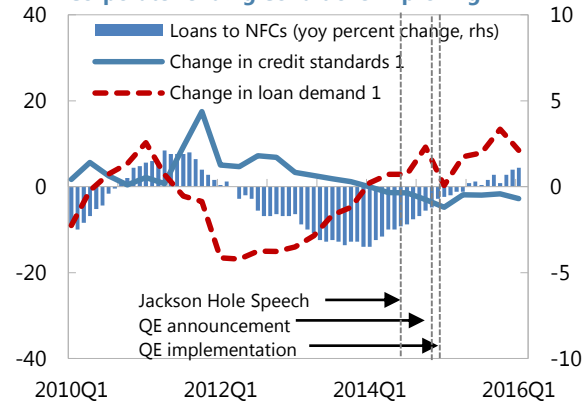 40
10
Loans to NFCs (yoy percent change, rhs)
Change in credit standards 1
Change in loan demand 1
20
5
0
0
-20
-5
Jackson Hole Speech
QE announcement
QE implementation
-40
-10
2010Q1
2012Q1
2014Q1
2016Q1